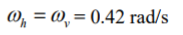 ω_h = ω_v = 0.42 rad/s